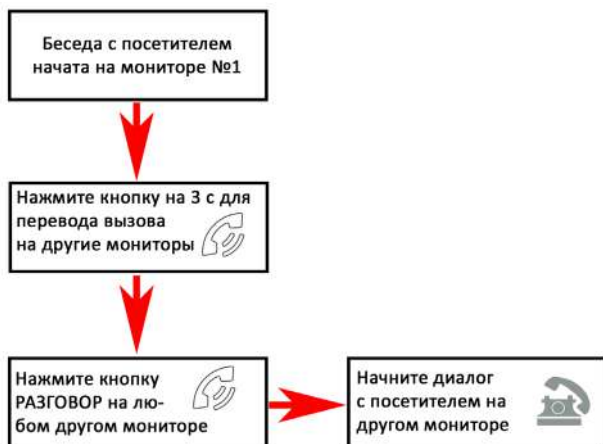 Беседа с посетителем
начата на мониторе №1
Нажмите кнопку на 3 с для
перевода вызова
на другие мониторы
Нажмите кнопку
РАЗГОВОР на лю-
бом другом мониторе
Начните диалог
с посетителем на
другом мониторе